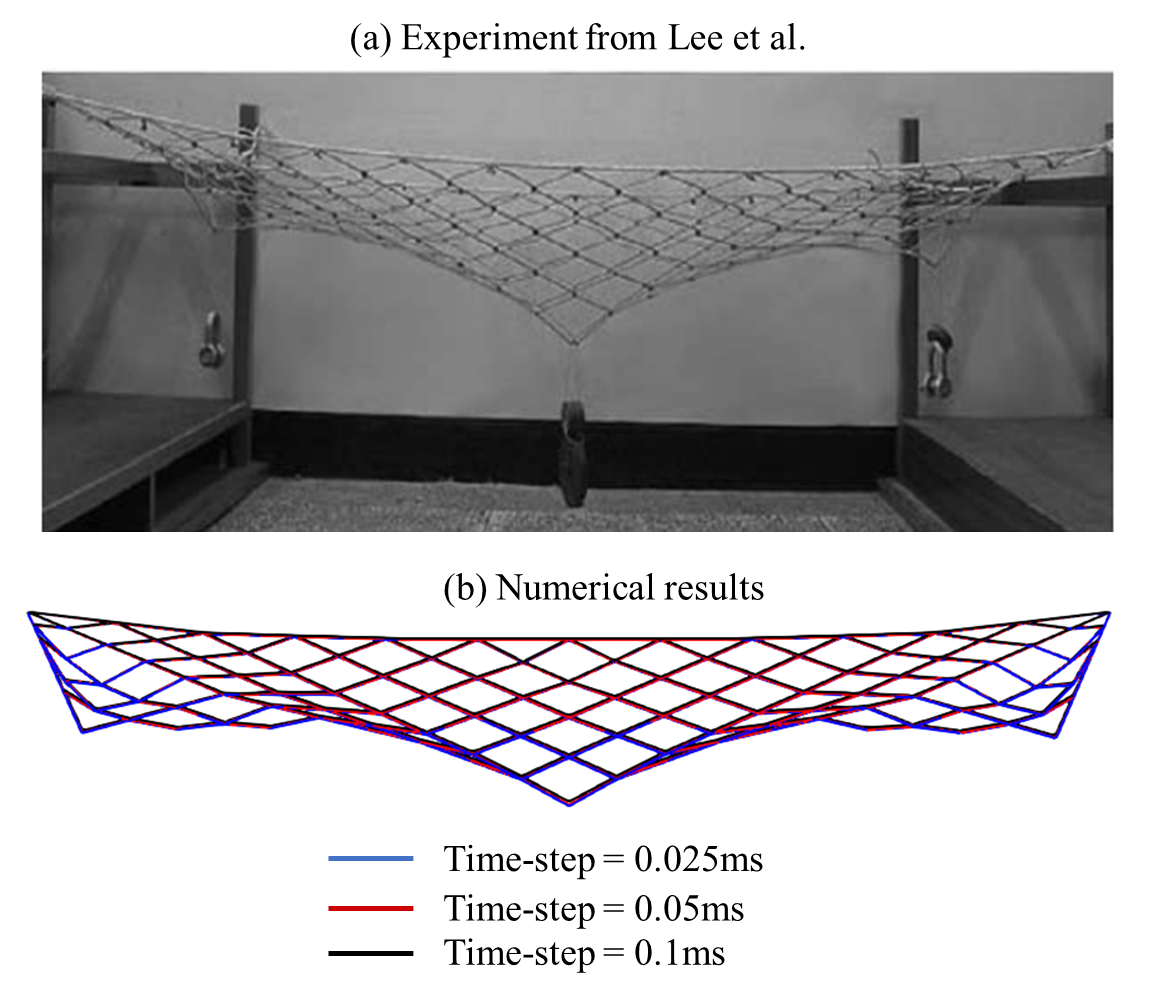 (a) Experiment from Lee et al.
(b) Numerical results
Time-step = 0.025ms
Time-step = 0.05ms
Time-step = 0.1ms